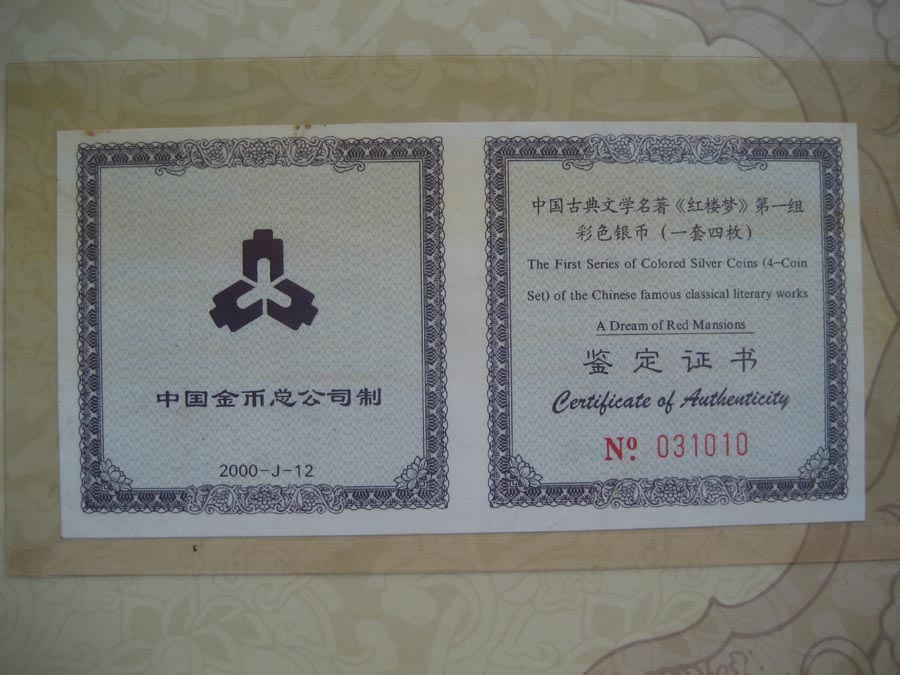 中国金币总公司制
2000-J-12
中国古典文学名著《红楼梦》第一组
彩色银币（一套四枚）
The First Series of Colored Silver Coins (4-Coin
Set) of the Chinese famous classical literary works
A Dream of Red Mansions
鉴定证书
Certificate of Authenticity
Nº 031010